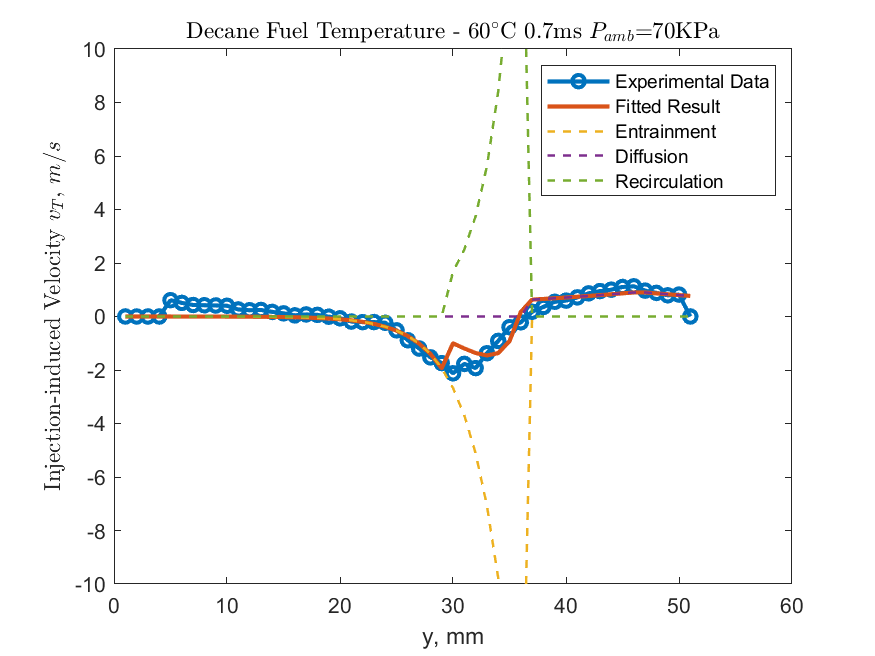 Decane Fuel Temperature - 60°C 0.7ms P_amb=70KPa
10
8
6
4
2
0
-2
-4
-6
-8
-10
Injection-induced Velocity v_T, m/s
Experimental Data
Fitted Result
Entrainment
Diffusion
Recirculation
0 10 20 30 40 50 60
y, mm